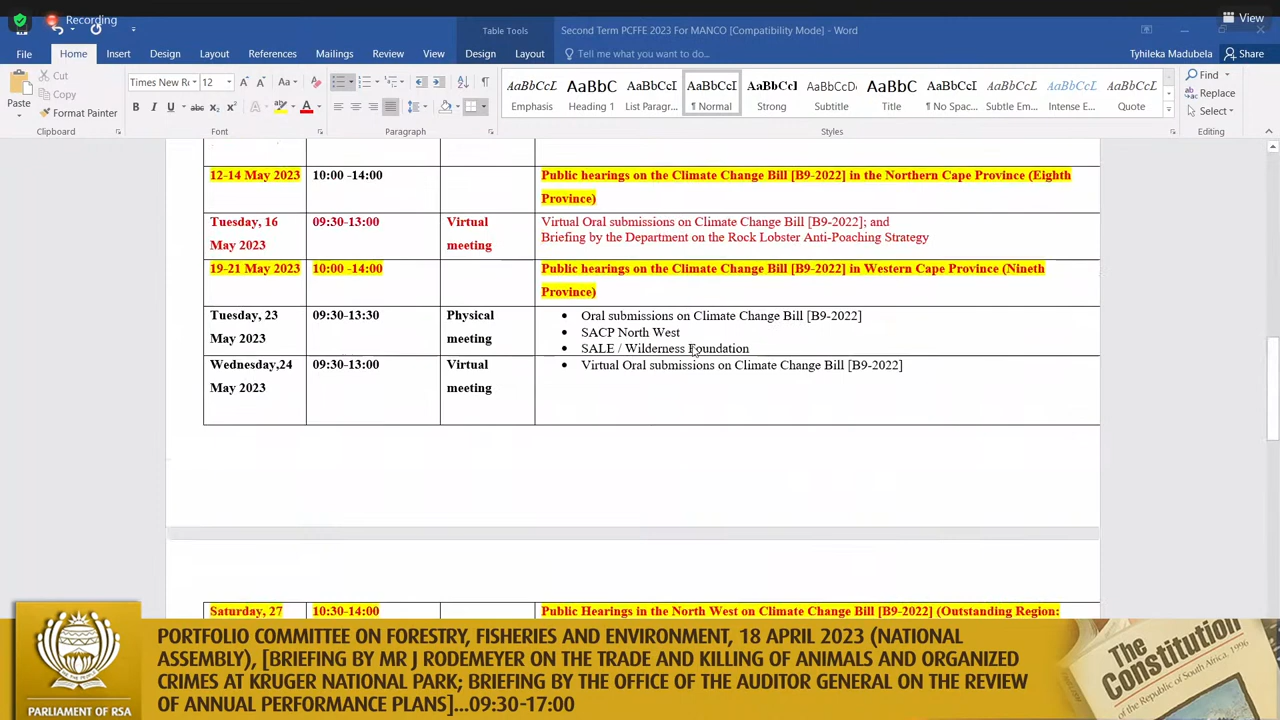 Recording
View
Table Tools
Second Term PCFFE 2023 For MANCO [Compatibility Mode] - Word
File Home Insert Draw Design Layout References Mailings Review View Design Layout Tell me what you want to do... Tyhileka Madubela Share
Paste
Cut
Copy
Format Painter
Clipboard
Times New Ro 12
Font
Paragraph
AaBbCcL Emphasis
AaBbC Heading 1
AaBbCcI List Paragr...
AaBbCcI ¶ Normal
AaBbCcl Strong
AaBbCcD Subtitle
AaBbCcI Title
AaBbCcI ¶ No Spac...
AaBbCcL Subtle Em...
AaBbCcL Intense E...
AaBbCcL Quote
Styles
Find
Replace
Select
Editing
12-14 May 2023 10:00 -14:00 Public hearings on the Climate Change Bill [B9-2022] in the Northern Cape Province (Eighth
Province)
Tuesday, 16 09:30-13:00 Virtual Virtual Oral submissions on Climate Change Bill [B9-2022]; and
May 2023 meeting Briefing by the Department on the Rock Lobster Anti-Poaching Strategy
19-21 May 2023 10:00 -14:00 Public hearings on the Climate Change Bill [B9-2022] in Western Cape Province (Nineth
Province)
Tuesday, 23 09:30-13:30 Physical • Oral submissions on Climate Change Bill [B9-2022]
May 2023 meeting • SACP North West
• SALE / Wilderness Foundation
Wednesday,24 09:30-13:00 Virtual • Virtual Oral submissions on Climate Change Bill [B9-2022]
May 2023 meeting
Saturday, 27 10:30-14:00 Public Hearings in the North West on Climate Change Bill [B9-2022] (Outstanding Region:
PORTFOLIO COMMITTEE ON FORESTRY, FISHERIES AND ENVIRONMENT, 18 APRIL 2023 (NATIONAL
ASSEMBLY), [BRIEFING BY MR J RODEMEYER ON THE TRADE AND KILLING OF ANIMALS AND ORGANIZED
CRIMES AT KRUGER NATIONAL PARK; BRIEFING BY THE OFFICE OF THE AUDITOR GENERAL ON THE REVIEW
OF ANNUAL PERFORMANCE PLANS]...09:30-17:00
PARLIAMENT OF RSA
The
Constitution
of the Republic of South Africa, 1996